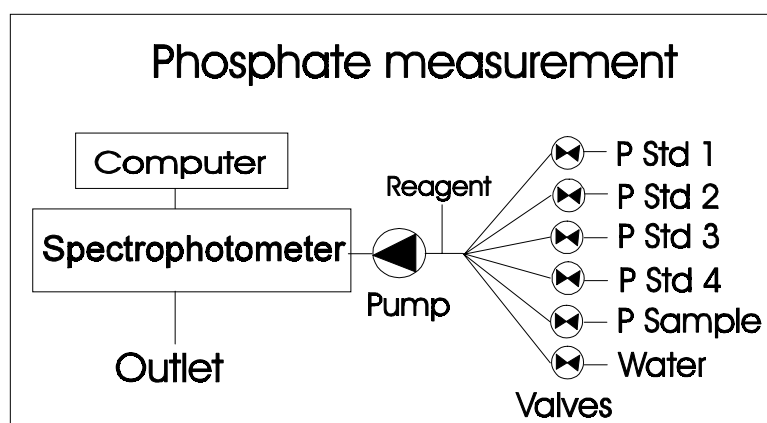 Phosphate measurement
Computer
Reagent
Spectrophotometer
Pump
Outlet
P Std 1
P Std 2
P Std 3
P Std 4
P Sample
Water
Valves